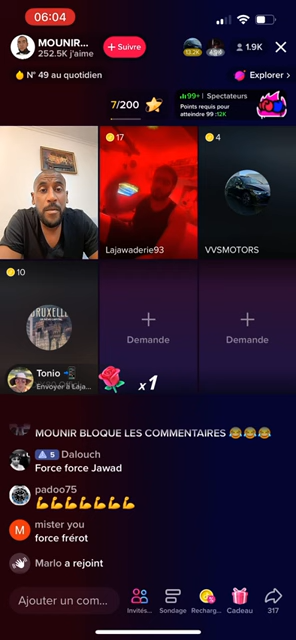 06:04
MOUNIR...
252.5K j'aime
+ Suivre
19.2K
1.9K
N° 49 au quotidien
Explorer >
7/200
99+ Spectateurs
Points requis pour
atteindre 99 :12K
17
4
Lajawaderie93
VVSMOTORS
10
BRUXELL
Demande
Demande
Tonio
Envoyer à Laja...
x1
MOUNIR BLOQUE LES COMMENTAIRES 😂😂😂
5 Dalouch
Force force Jawad
padoo75
💪💪💪💪💪💪💪
M mister you
force frérot
Marlo a rejoint
Ajouter un com...
Invités...
Sondage
Recharg...
Cadeau
317